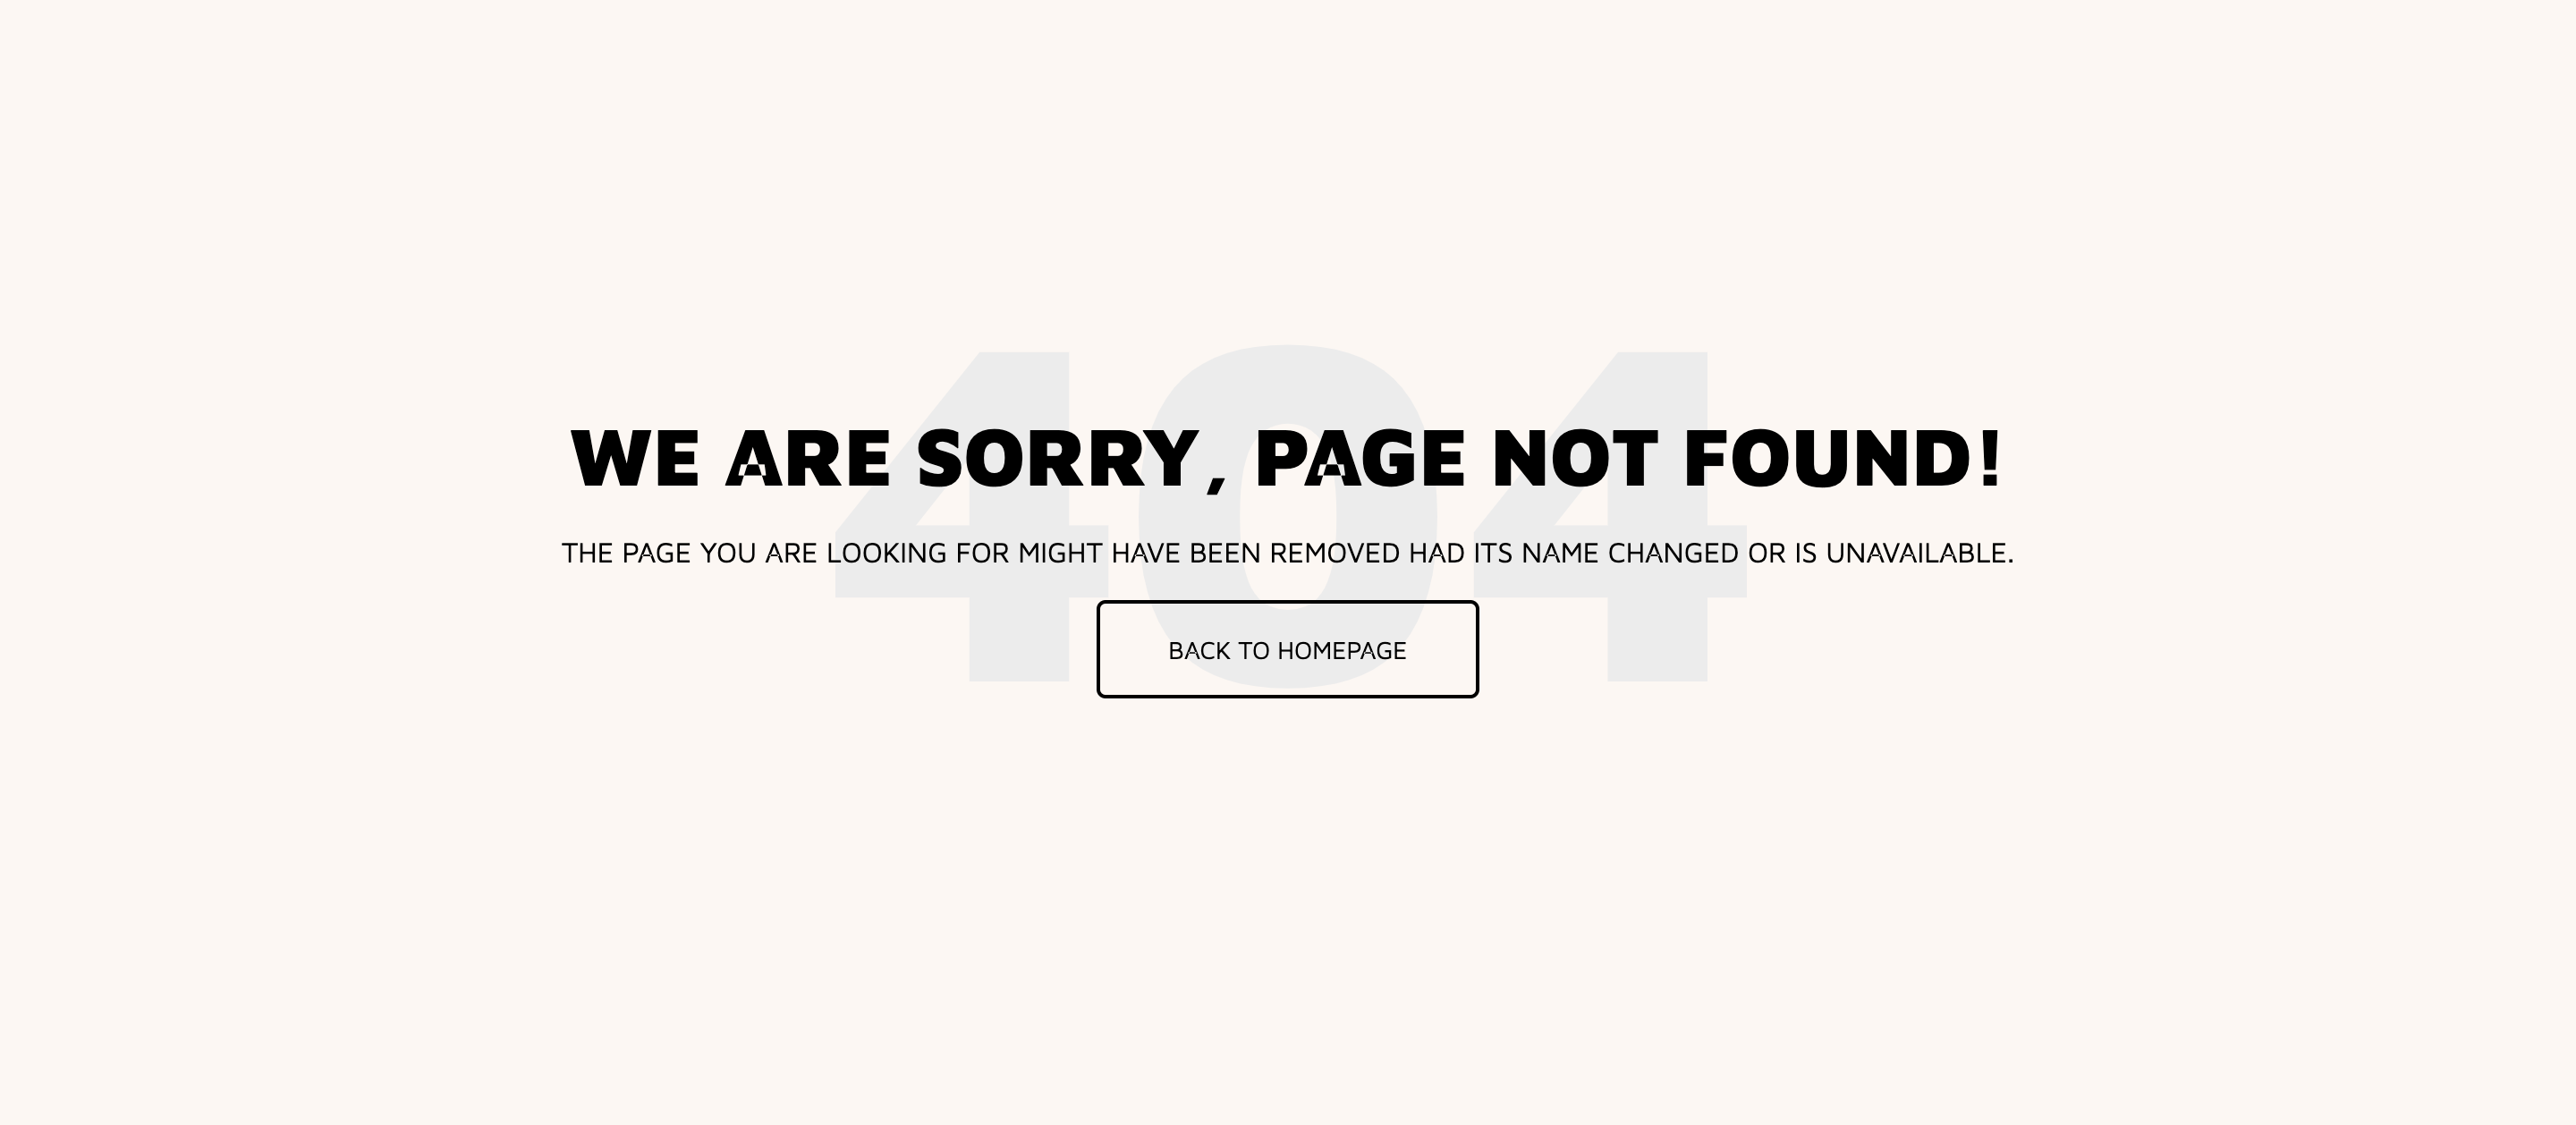 404
WE ARE SORRY, PAGE NOT FOUND!
THE PAGE YOU ARE LOOKING FOR MIGHT HAVE BEEN REMOVED HAD ITS NAME CHANGED OR IS UNAVAILABLE.
BACK TO HOMEPAGE